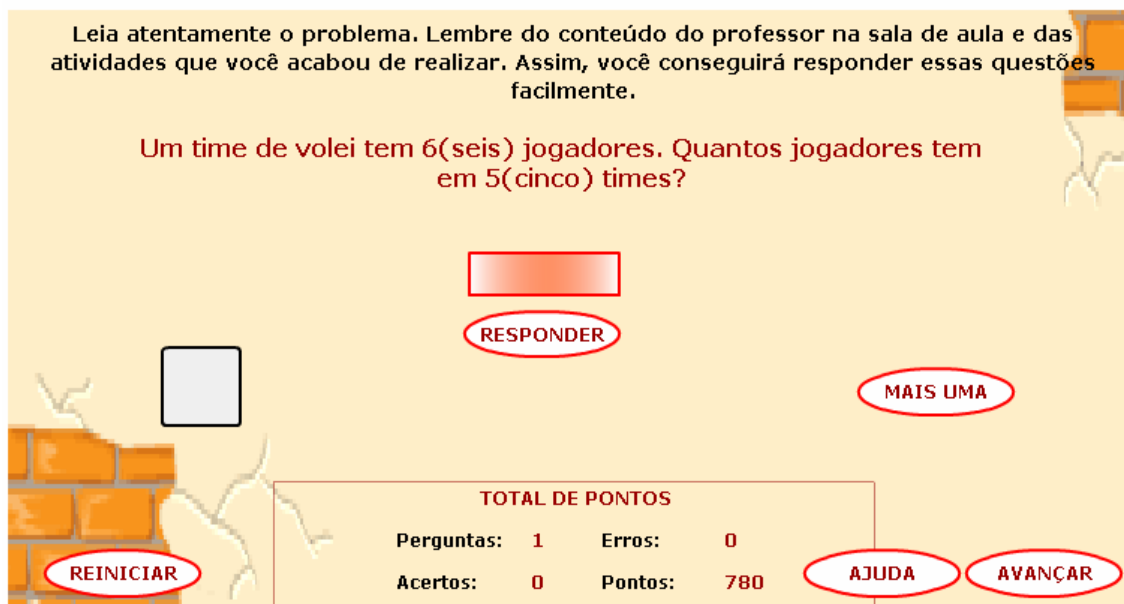 Leia atentamente o problema. Lembre do conteúdo do professor na sala de aula e das
atividades que você acabou de realizar. Assim, você conseguirá responder essas questões
facilmente.
Um time de volei tem 6(seis) jogadores. Quantos jogadores tem
em 5(cinco) times?
RESPONDER
MAIS UMA
TOTAL DE PONTOS
Perguntas: 1 Erros: 0
REINICIAR
Acertos: 0 Pontos: 780
AJUDA
AVANÇAR